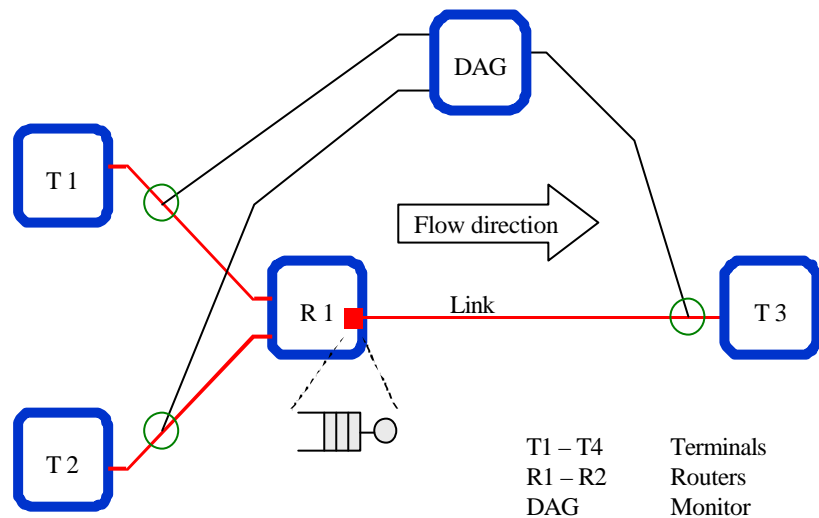 DAG
T 1
Flow direction
R 1
Link
T 3
T 2
T1 – T4 Terminals
R1 – R2 Routers
DAG Monitor